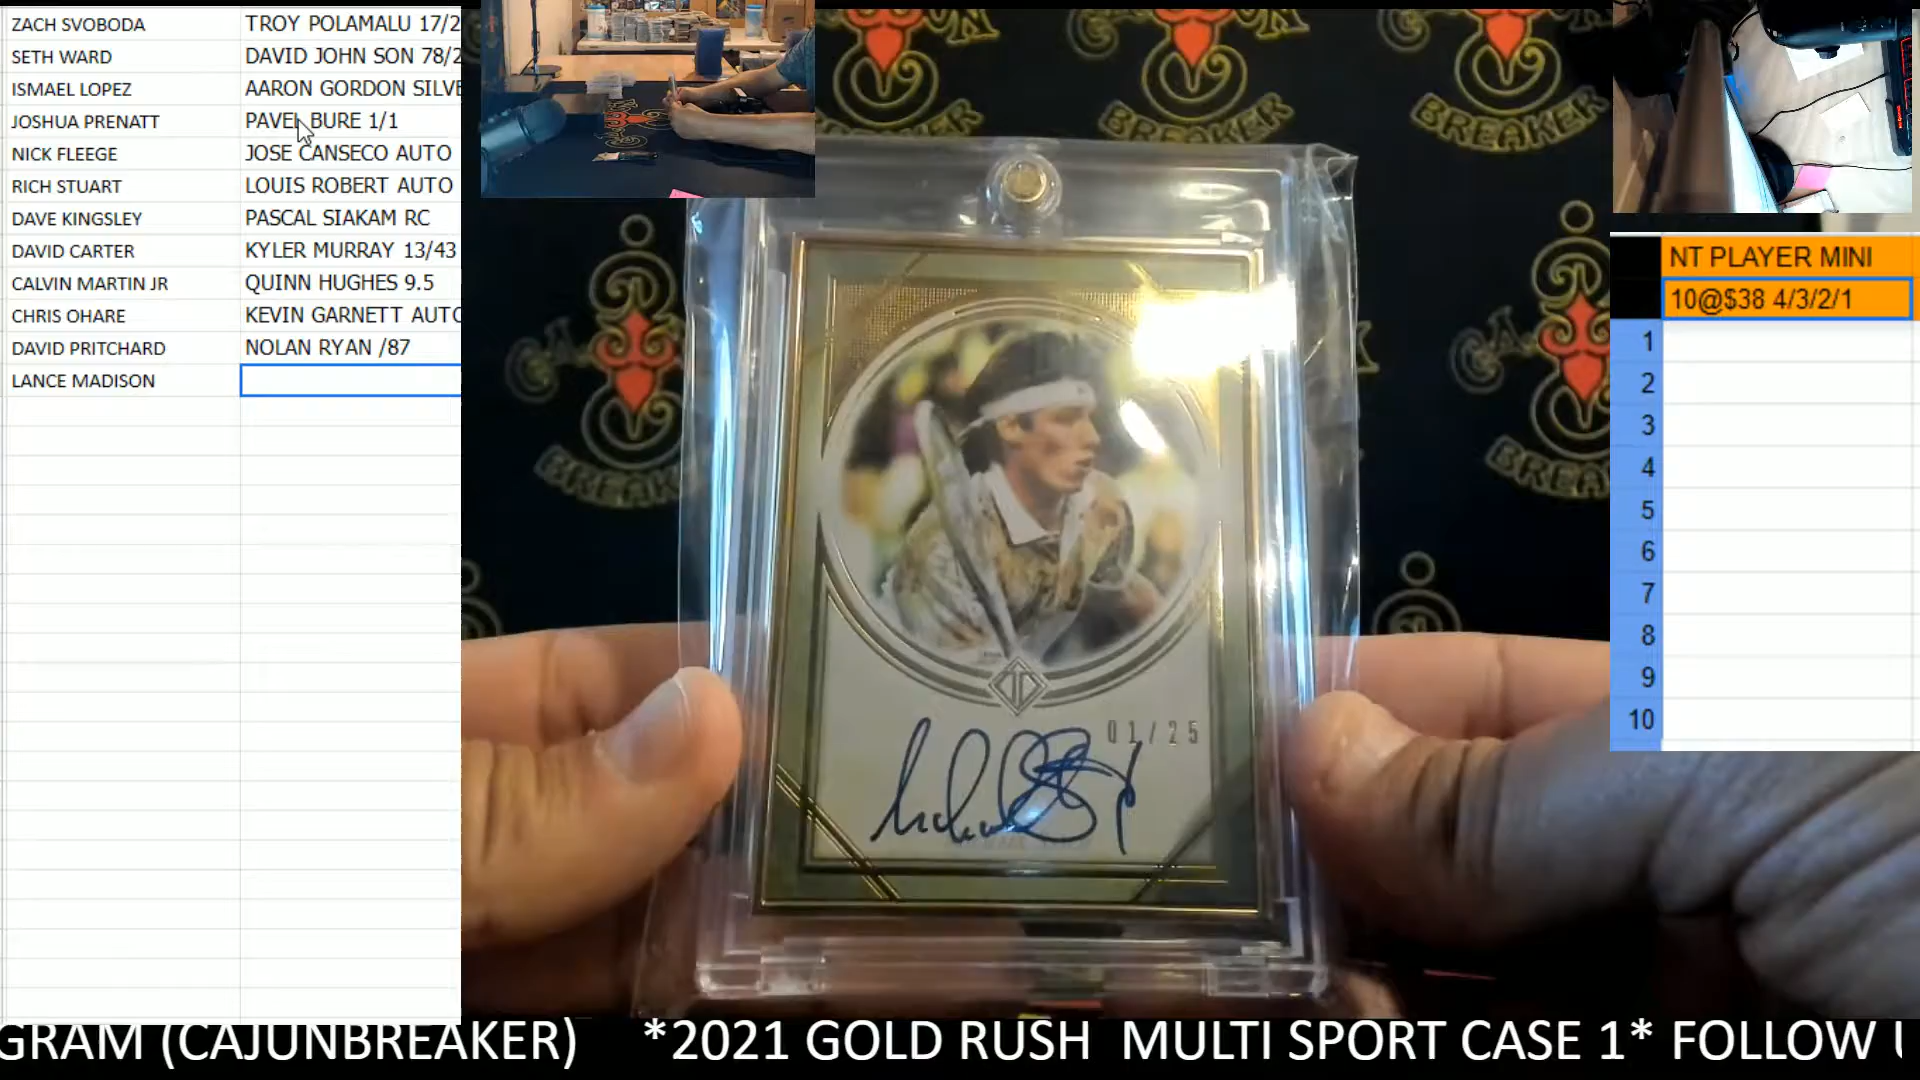 ZACH SVOBODA TROY POLAMALU 17/2
SETH WARD DAVID JOHN SON 78/2
ISMAEL LOPEZ AARON GORDON SILVE
JOSHUA PRENATT PAVEL BURE 1/1
NICK FLEEGE JOSE CANSECO AUTO
RICH STUART LOUIS ROBERT AUTO
DAVE KINGSLEY PASCAL SIAKAM RC
DAVID CARTER KYLER MURRAY 13/43
CALVIN MARTIN JR QUINN HUGHES 9.5
CHRIS OHARE KEVIN GARNETT AUTO
DAVID PRITCHARD NOLAN RYAN /87
LANCE MADISON
BREAKER
BREAKER
01/25
NT PLAYER MINI
10@$38 4/3/2/1
1
2
3
4
5
6
7
8
9
10
GRAM (CAJUNBREAKER) *2021 GOLD RUSH MULTI SPORT CASE 1* FOLLOW